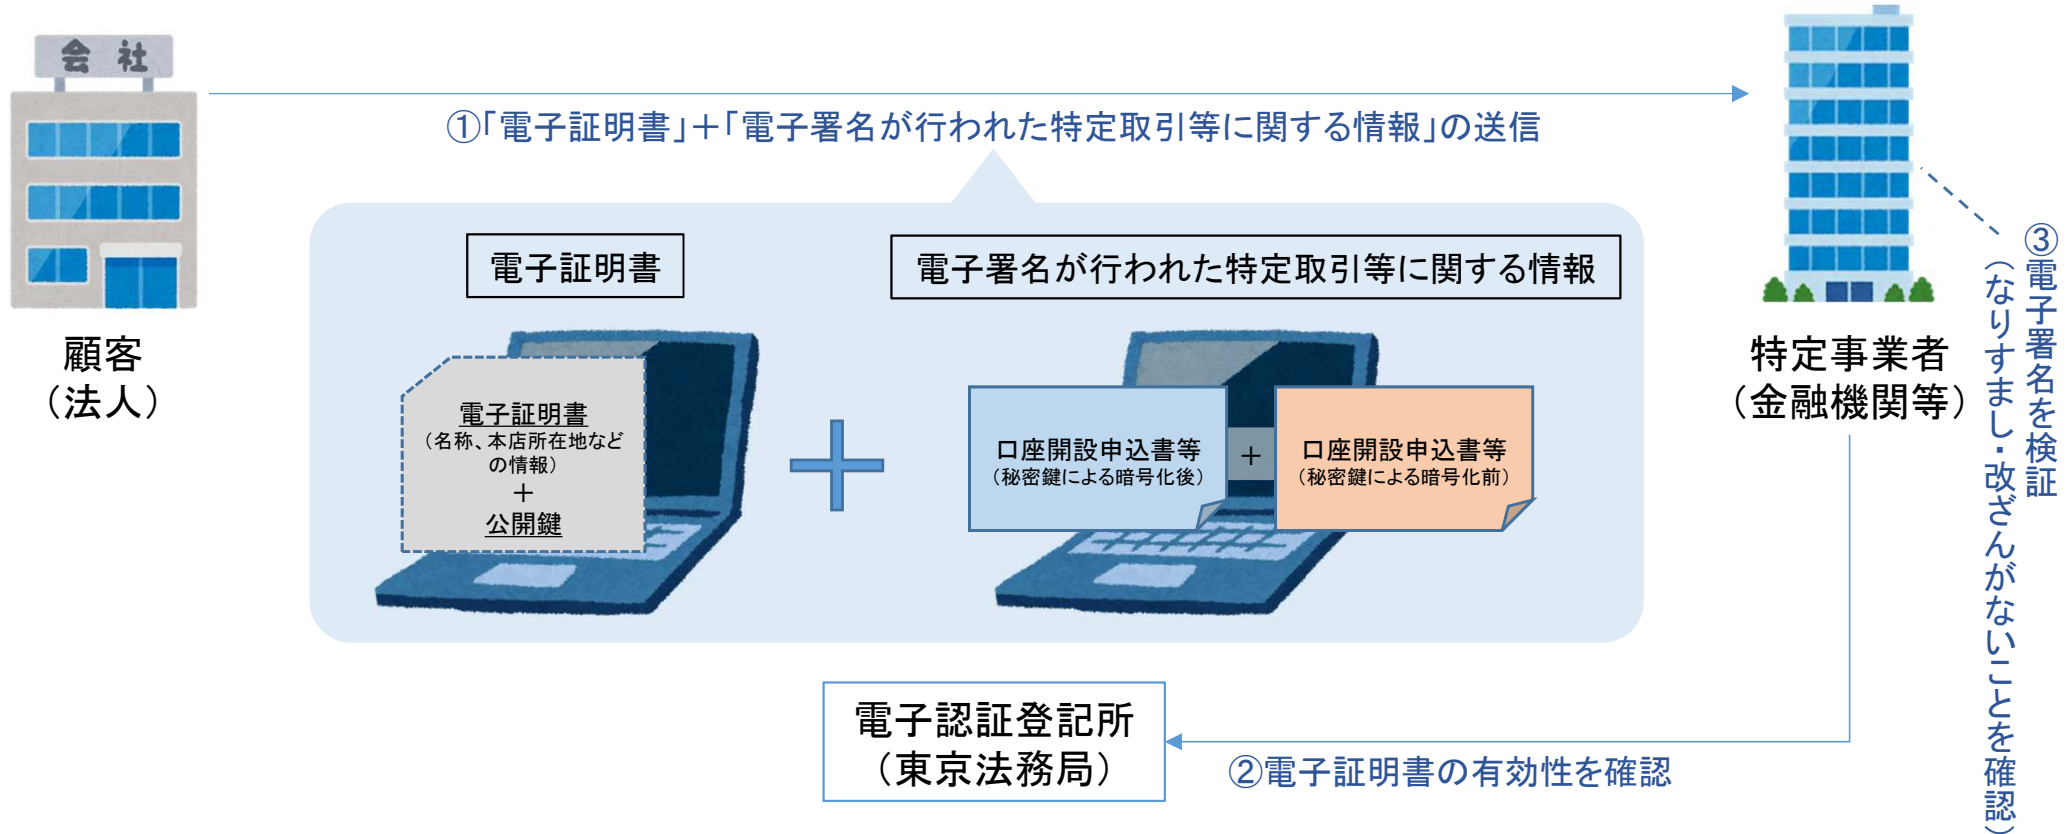 会社
①「電子証明書」＋「電子署名が行われた特定取引等に関する情報」の送信
電子証明書
電子署名が行われた特定取引等に関する情報
顧客
（法人）
電子証明書
（名称、本店所在地など
の情報）
＋
公開鍵
口座開設申込書等
（秘密鍵による暗号化後）
＋
口座開設申込書等
（秘密鍵による暗号化前）
特定事業者
（金融機関等）
③電子署名を検証
（なりすまし・改ざんがないことを確認）
電子認証登記所
（東京法務局）
②電子証明書の有効性を確認